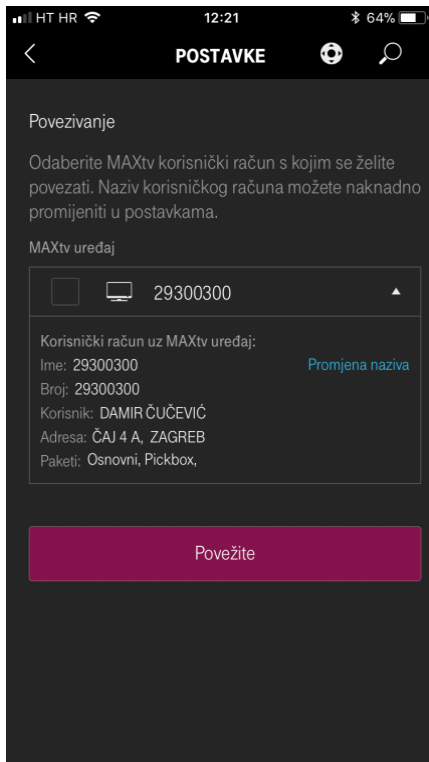 HT HR 12:21 64%
POSTAVKE
Povezivanje
Odaberite MAXtv korisnički račun s kojim se želite
povezati. Naziv korisničkog računa možete naknadno
promijeniti u postavkama.
MAXtv uređaj
29300300
Korisnički račun uz MAXtv uređaj:
Ime: 29300300 Promjena naziva
Broj: 29300300
Korisnik: DAMIR ČUČEVIĆ
Adresa: ČAJ 4 A, ZAGREB
Paketi: Osnovni, Pickbox,
Povežite